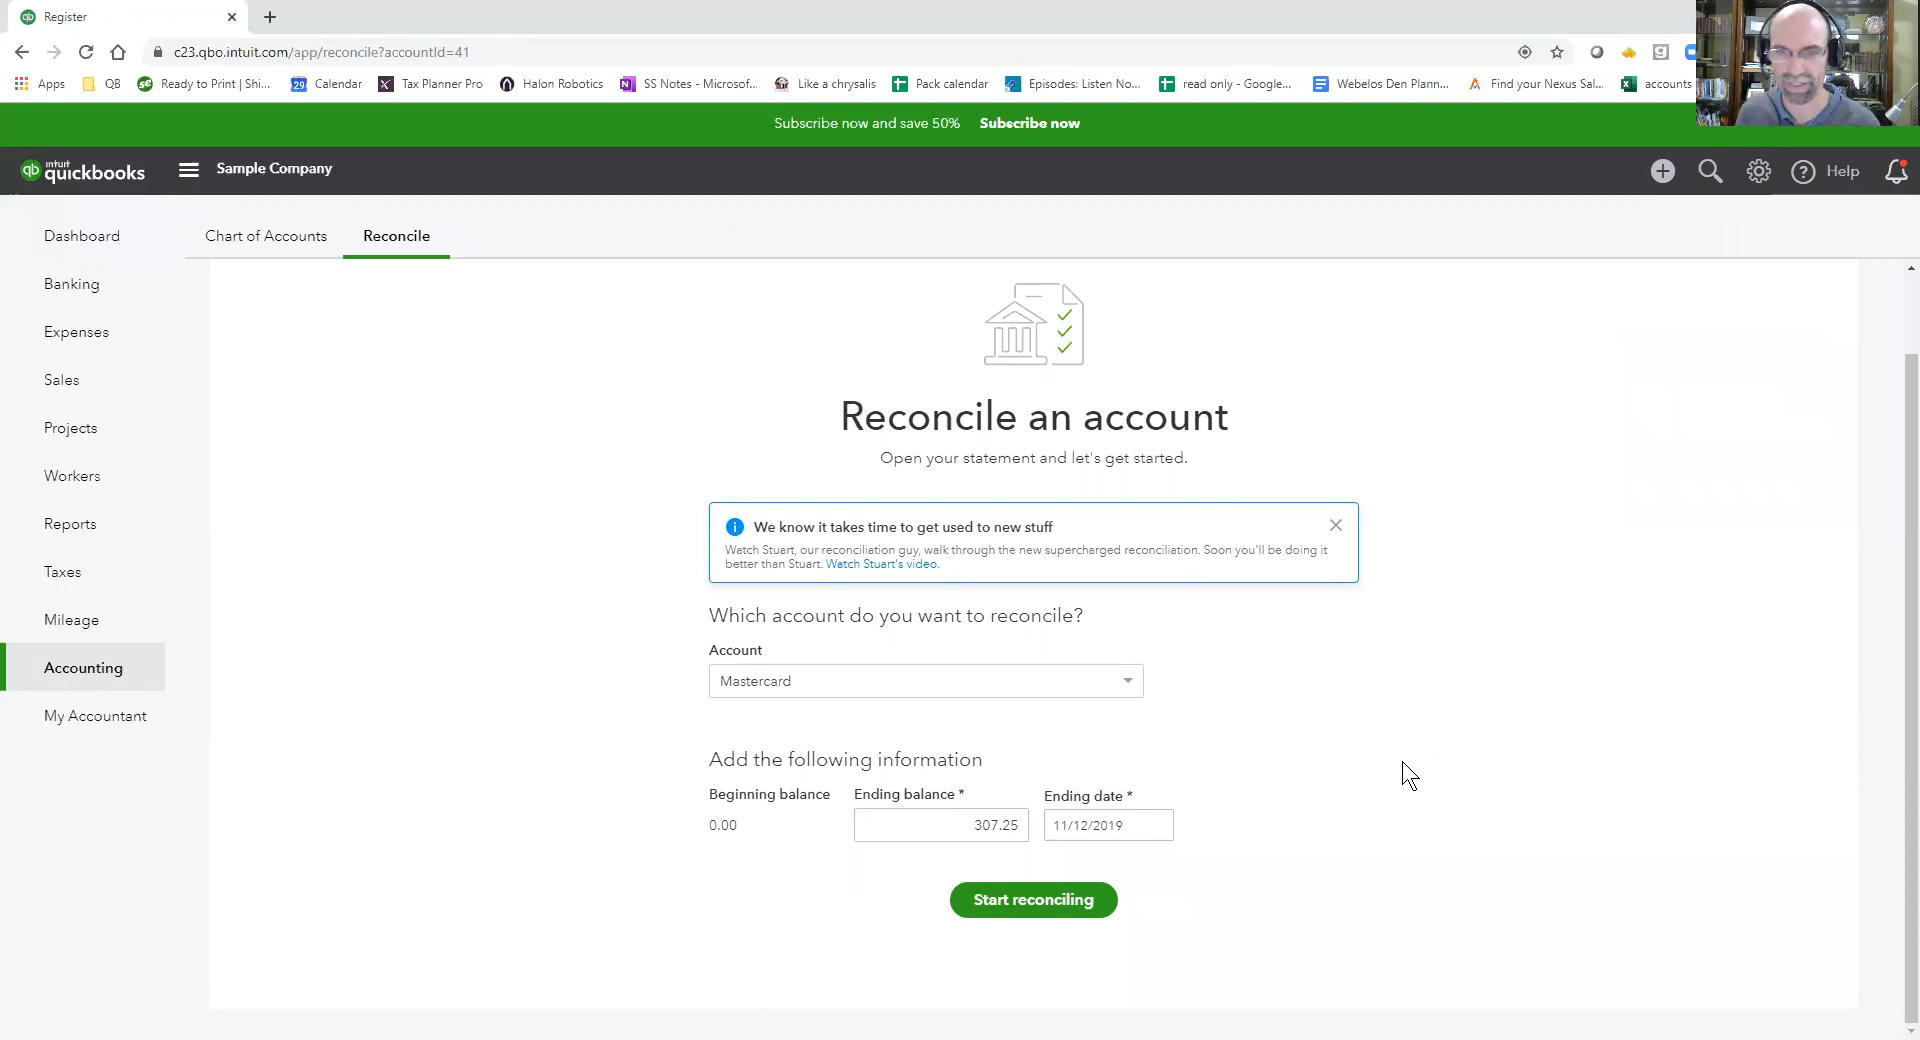 Register
c23.qbo.intuit.com/app/reconcile?accountId=41
Apps QB Ready to Print | Shi... Calendar Tax Planner Pro Halon Robotics SS Notes - Microsof... Like a chrysalis Pack calendar Episodes: Listen No... read only - Google... Webelos Den Plann... Find your Nexus Sal... accounts
Subscribe now and save 50% Subscribe now
qb intuit quickbooks Sample Company Help
Dashboard
Banking
Expenses
Sales
Projects
Workers
Reports
Taxes
Mileage
Accounting
My Accountant
Chart of Accounts Reconcile
Reconcile an account
Open your statement and let's get started.
We know it takes time to get used to new stuff
Watch Stuart, our reconciliation guy, walk through the new supercharged reconciliation. Soon you'll be doing it
better than Stuart. Watch Stuart's video.
Which account do you want to reconcile?
Account
Mastercard
Add the following information
Beginning balance Ending balance * Ending date *
0.00 307.25 11/12/2019
Start reconciling